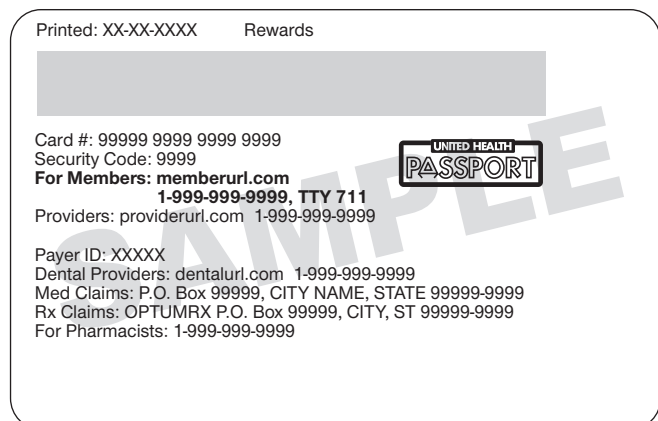 Printed: XX-XX-XXXX Rewards
Card #: 99999 9999 9999 9999
Security Code: 9999
UNITED HEALTH
PASSPORT
For Members: memberurl.com
1-999-999-9999, TTY 711
Providers: providerurl.com 1-999-999-9999
SAMPLE
Payer ID: XXXXX
Dental Providers: dentalurl.com 1-999-999-9999
Med Claims: P.O. Box 99999, CITY NAME, STATE 99999-9999
Rx Claims: OPTUMRX P.O. Box 99999, CITY, ST 99999-9999
For Pharmacists: 1-999-999-9999